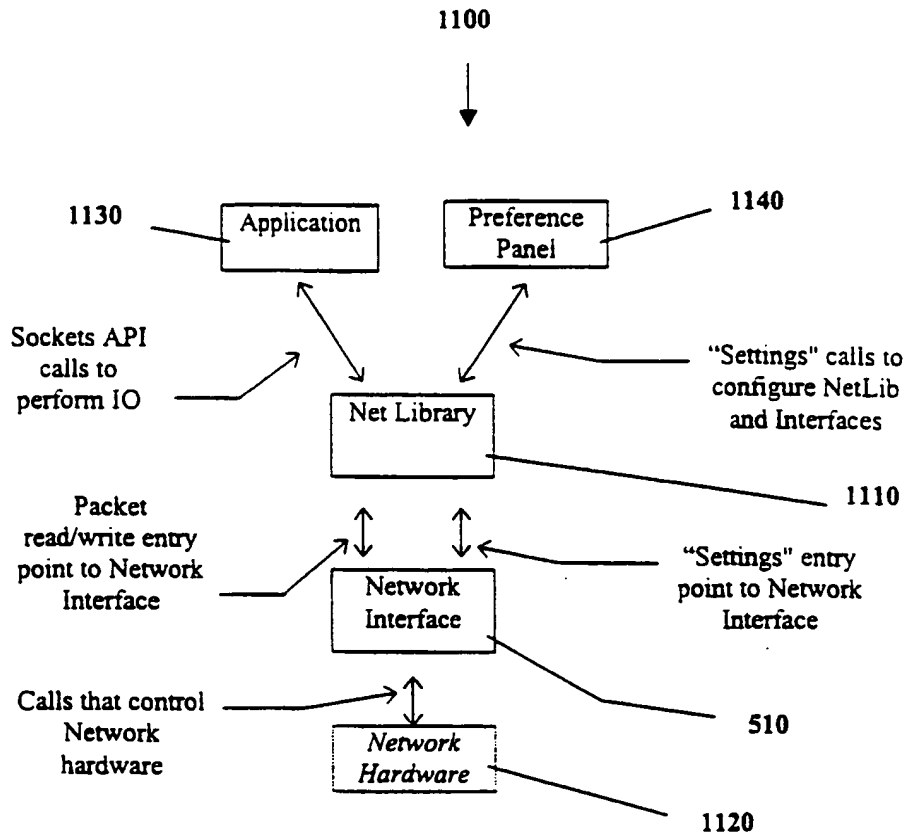 1100
1130
Application
Preference
Panel
1140
Sockets API
calls to
perform IO
"Settings" calls to
configure NetLib
and Interfaces
Net Library
1110
Packet
read/write entry
point to Network
Interface
"Settings" entry
point to Network
Interface
Network
Interface
510
Calls that control
Network
hardware
Network
Hardware
1120